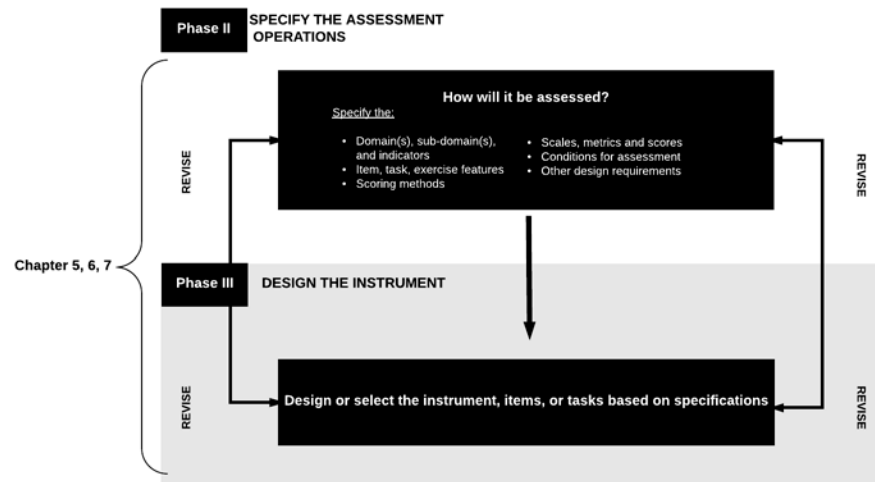 Phase II
SPECIFY THE ASSESSMENT
OPERATIONS
How will it be assessed?
Specify the:
• Domain(s), sub-domain(s),
and indicators
• Item, task, exercise features
• Scoring methods
• Scales, metrics and scores
• Conditions for assessment
• Other design requirements
REVISE
REVISE
Chapter 5, 6, 7
Phase III
DESIGN THE INSTRUMENT
Design or select the instrument, items, or tasks based on specifications
REVISE
REVISE